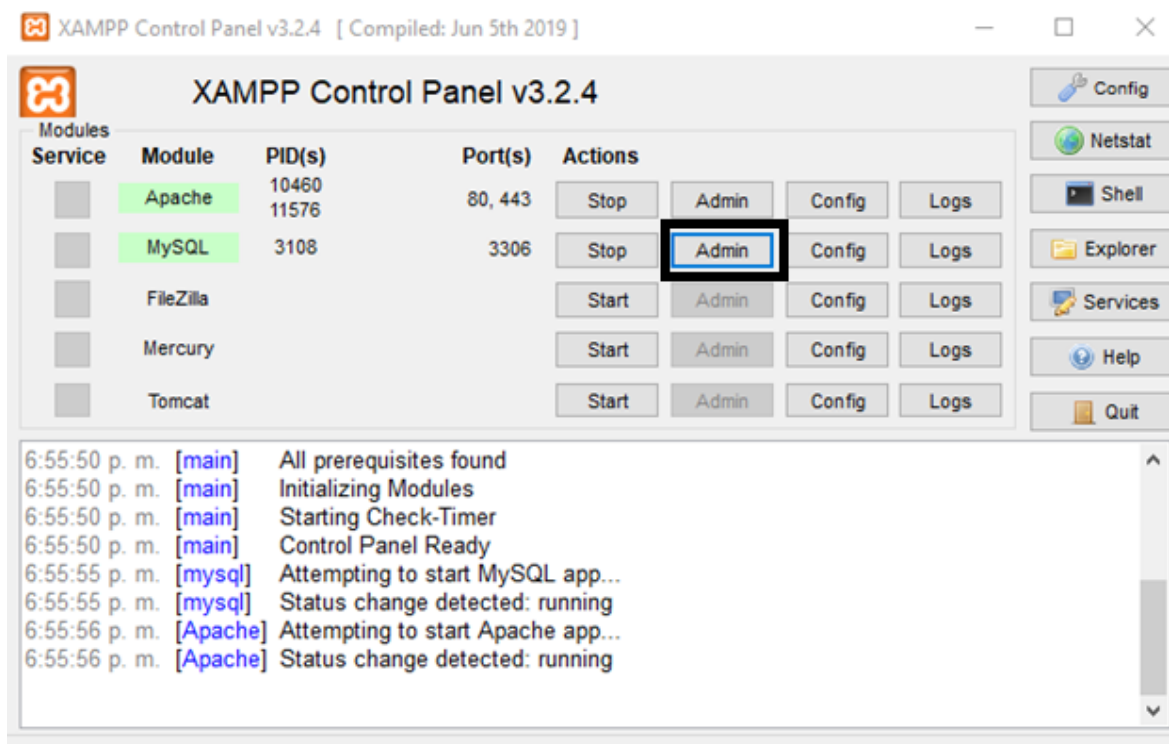 XAMPP Control Panel v3.2.4 [ Compiled: Jun 5th 2019 ]
XAMPP Control Panel v3.2.4
Config
Modules
Service Module PID(s) Port(s) Actions
Netstat
Apache 10460 11576 80, 443 Stop Admin Config Logs
Shell
MySQL 3108 3306 Stop Admin Config Logs
Explorer
FileZilla Start Admin Config Logs
Services
Mercury Start Admin Config Logs
Help
Tomcat Start Admin Config Logs
Quit
6:55:50 p. m. [main] All prerequisites found
6:55:50 p. m. [main] Initializing Modules
6:55:50 p. m. [main] Starting Check-Timer
6:55:50 p. m. [main] Control Panel Ready
6:55:55 p. m. [mysql] Attempting to start MySQL app...
6:55:55 p. m. [mysql] Status change detected: running
6:55:56 p. m. [Apache] Attempting to start Apache app...
6:55:56 p. m. [Apache] Status change detected: running